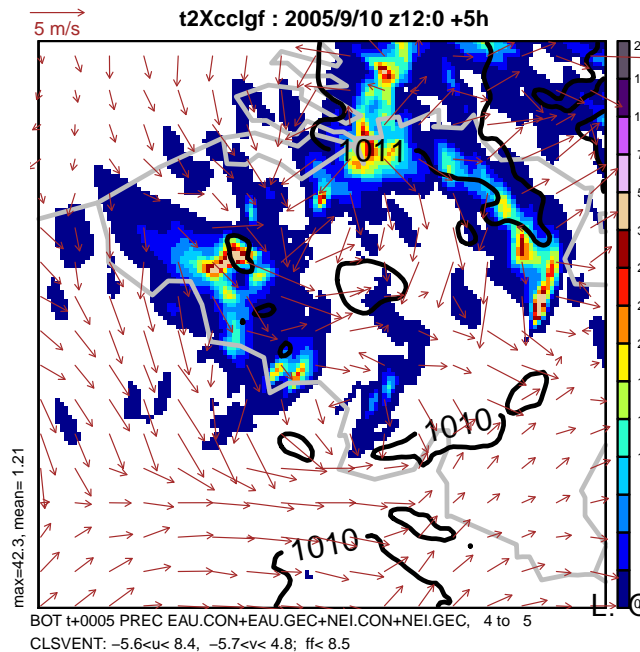 t2XccIgf : 2005/9/10 z12:0 +5h
5 m/s
1011
1010
1010
max=42.3, mean= 1.21
BOT t+0005 PREC EAU.CON+EAU.GEC+NEI.CON+NEI.GEC, 4 to 5
CLSVENT: −5.6<u< 8.4, −5.7<v< 4.8; ff< 8.5